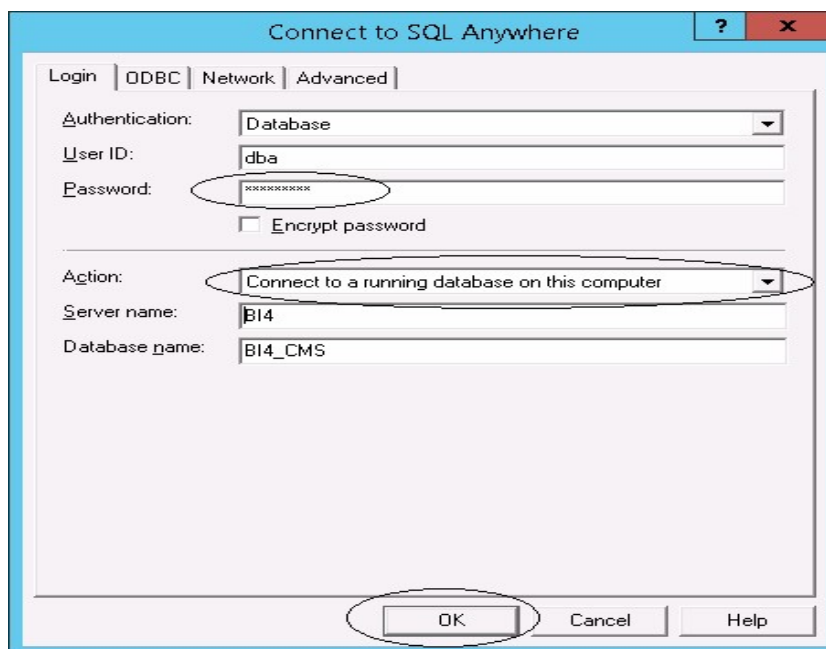 Connect to SQL Anywhere ? x
Login ODBC Network Advanced
Authentication: Database
User ID: dba
Password: *********
Encrypt password
Action: Connect to a running database on this computer
Server name: BI4
Database name: BI4_CMS
OK Cancel Help